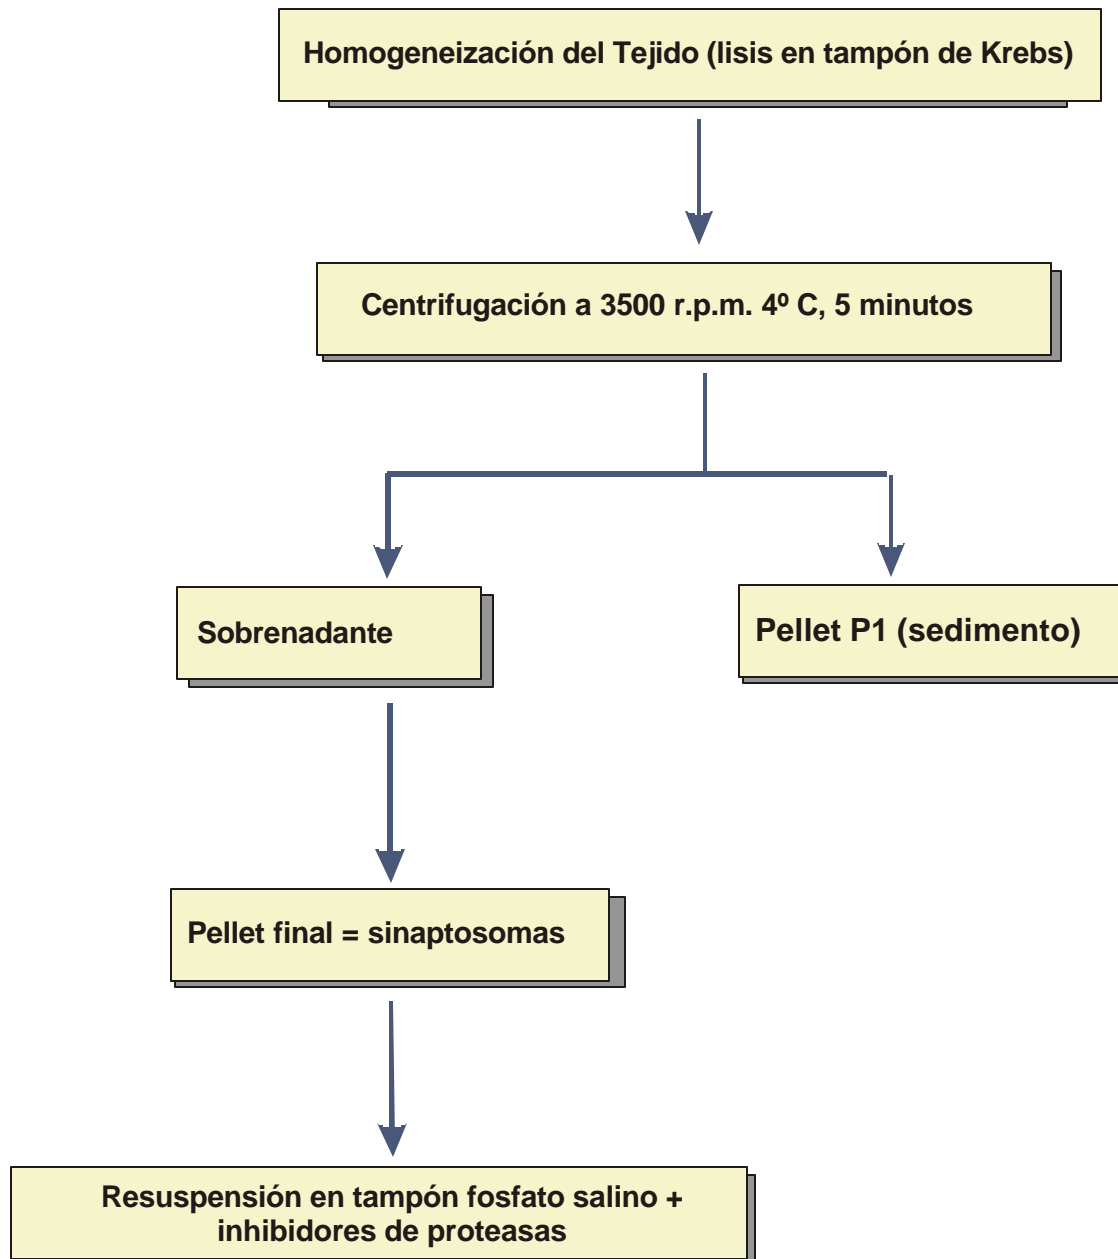 Homogeneización del Tejido (lisis en tampón de Krebs)
Centrifugación a 3500 r.p.m. 4º C, 5 minutos
Sobrenadante
Pellet P1 (sedimento)
Pellet final = sinaptosomas
Resuspensión en tampón fosfato salino +
inhibidores de proteasas